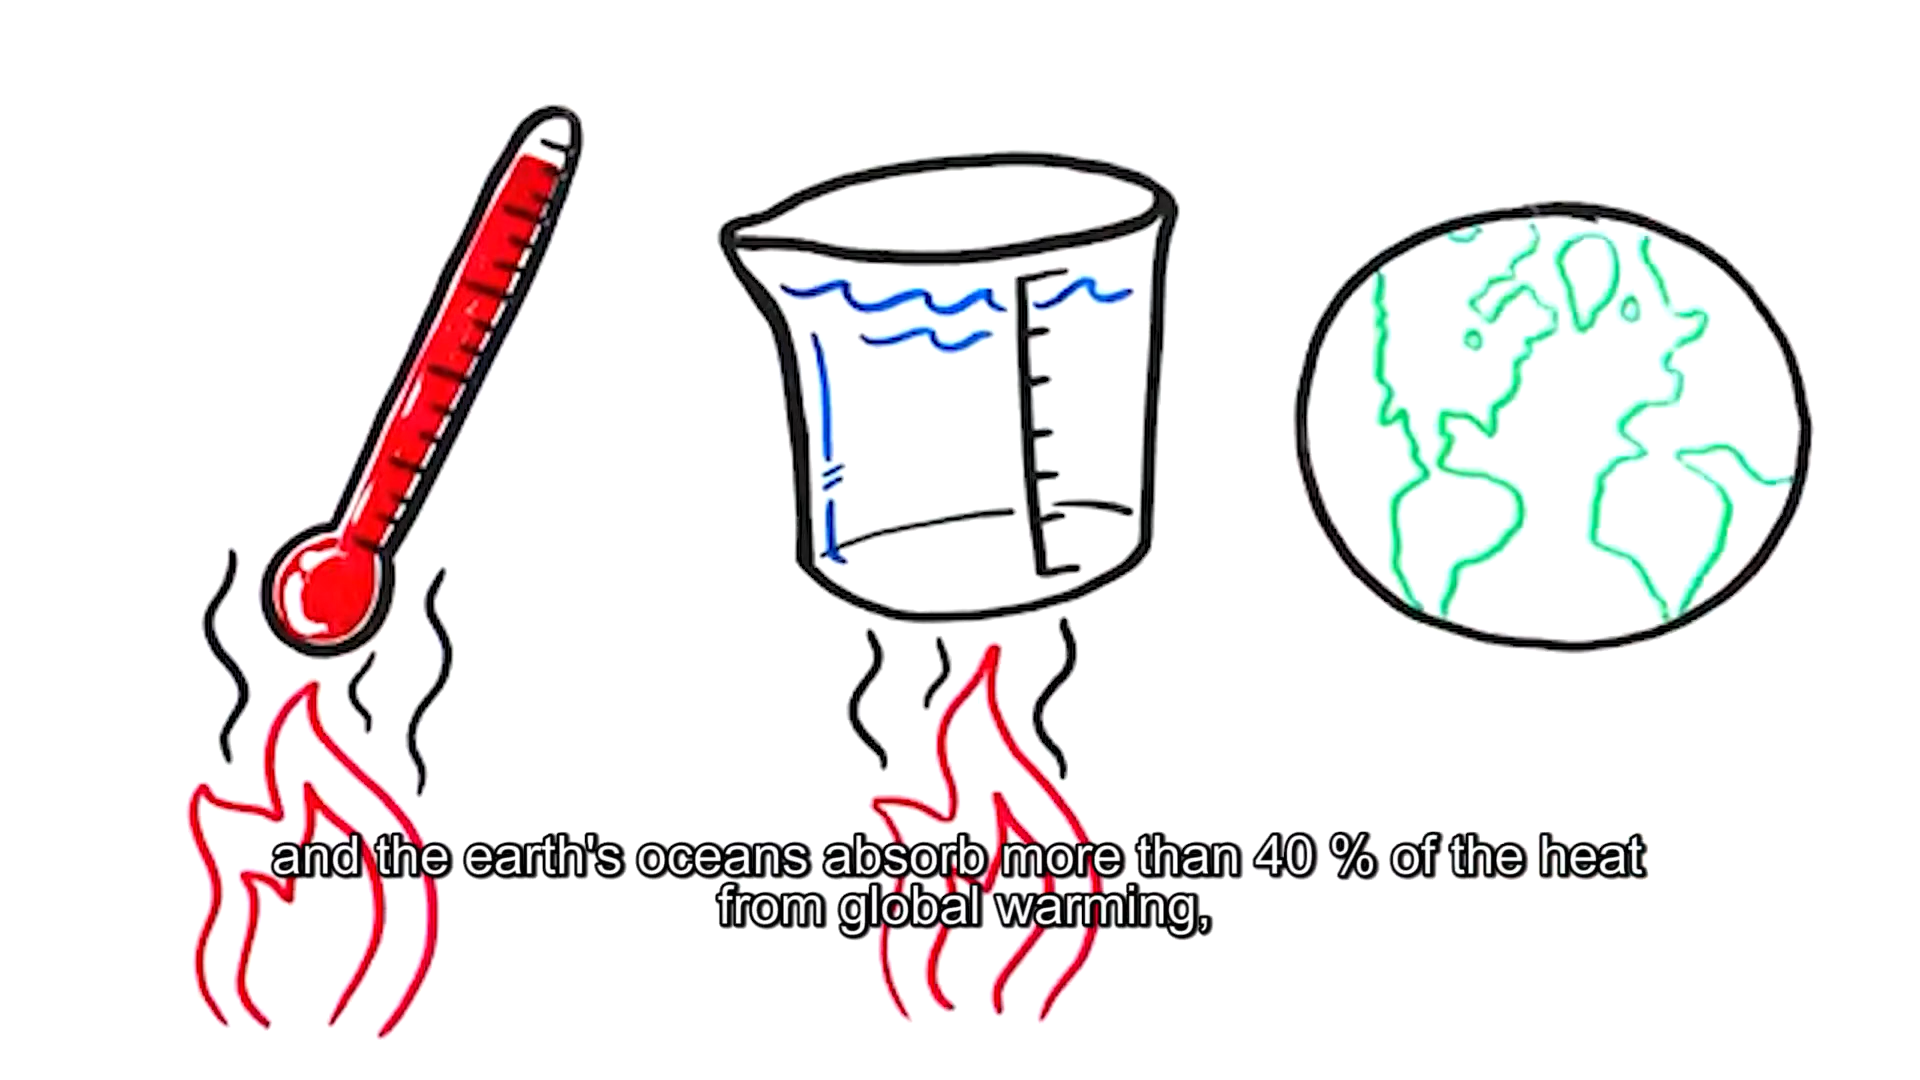 and the earth's oceans absorb more than 40 % of the heat
from global warming,